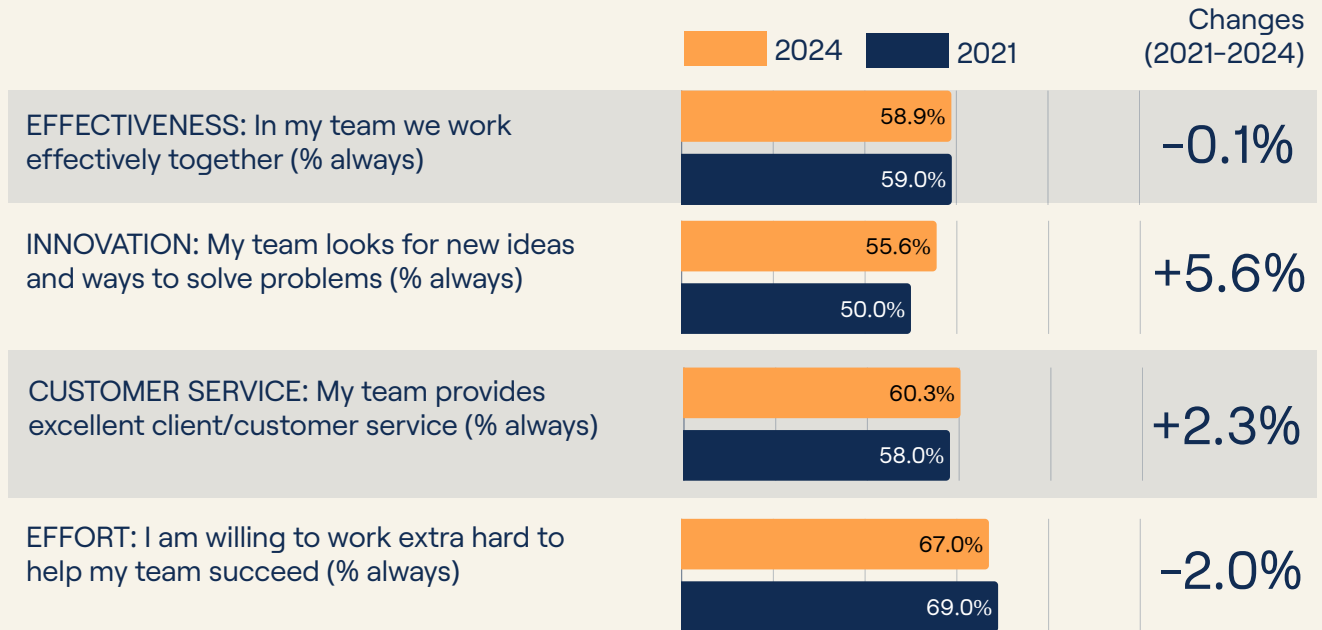 Changes
2024 2021 (2021-2024)
EFFECTIVENESS: In my team we work
effectively together (% always)
58.9%
59.0%
-0.1%
INNOVATION: My team looks for new ideas
and ways to solve problems (% always)
55.6%
50.0%
+5.6%
CUSTOMER SERVICE: My team provides
excellent client/customer service (% always)
60.3%
58.0%
+2.3%
EFFORT: I am willing to work extra hard to
help my team succeed (% always)
67.0%
69.0%
-2.0%